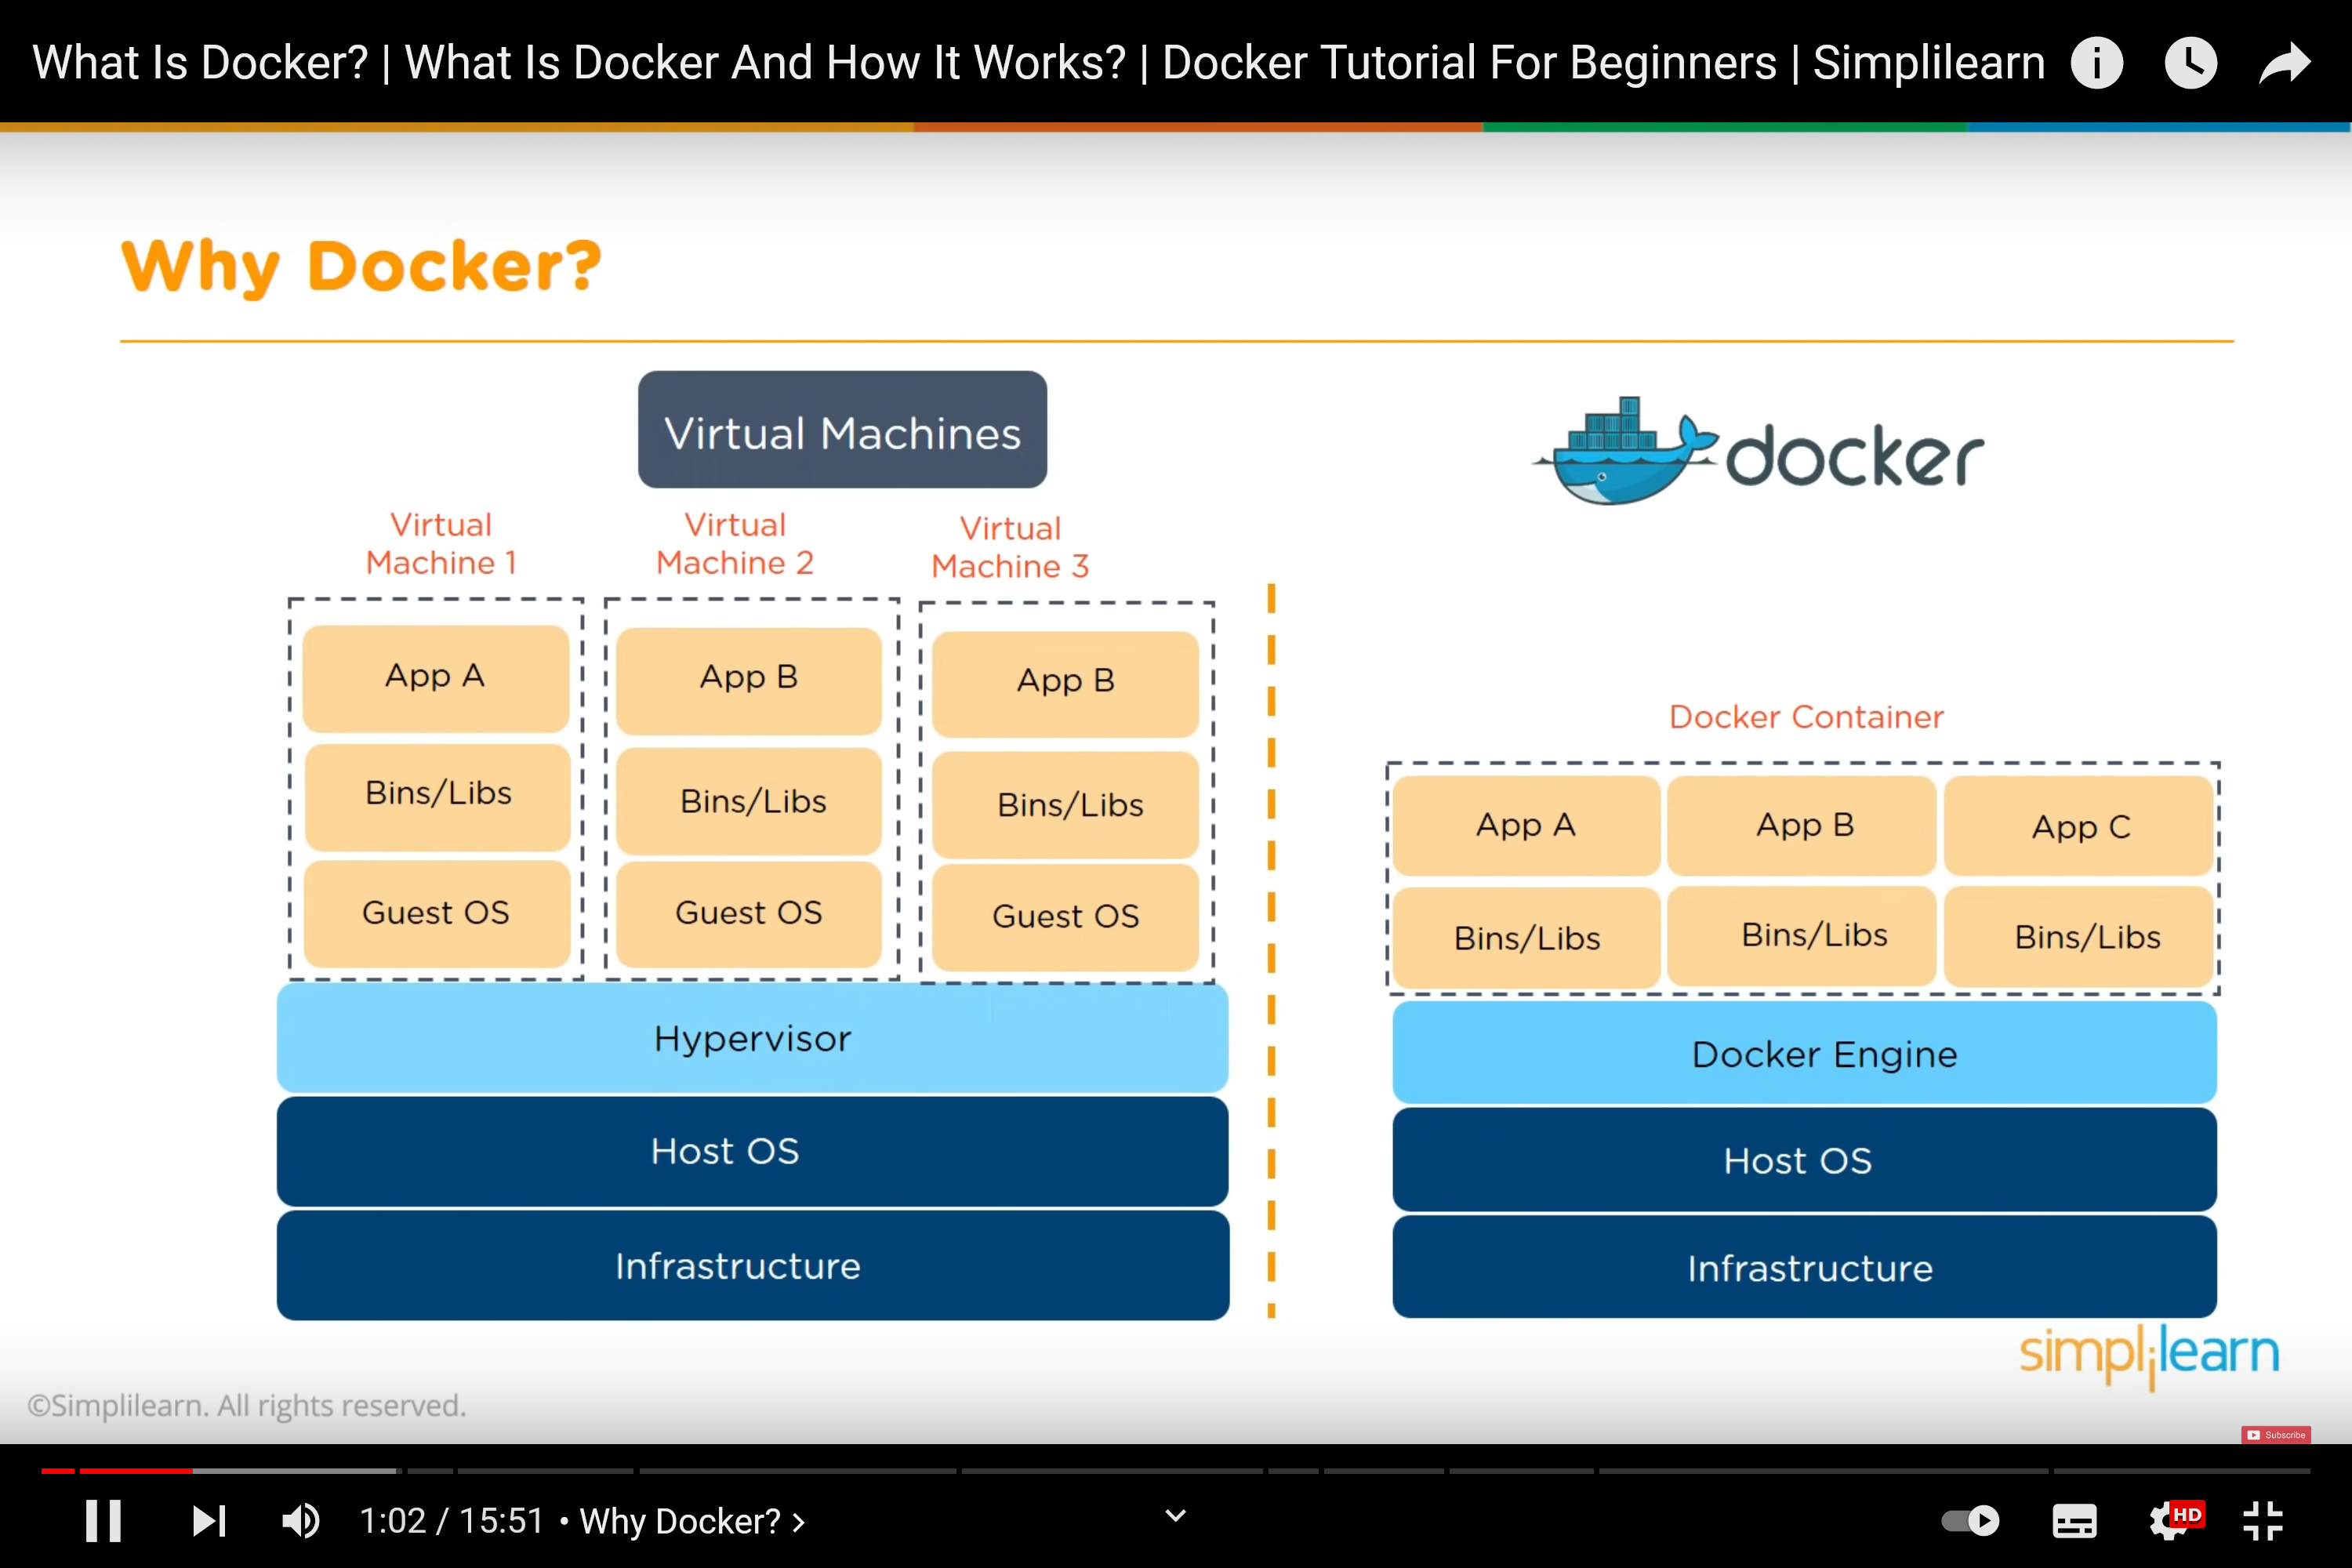 What Is Docker? | What Is Docker And How It Works? | Docker Tutorial For Beginners | Simplilearn
Why Docker?
Virtual Machines
Virtual
Machine 1
Virtual
Machine 2
Virtual
Machine 3
App A
App B
App B
Bins/Libs
Bins/Libs
Bins/Libs
Guest OS
Guest OS
Guest OS
Hypervisor
Host OS
Infrastructure
docker
Docker Container
App A
App B
App C
Bins/Libs
Bins/Libs
Bins/Libs
Docker Engine
Host OS
Infrastructure
simplilearn
©Simplilearn. All rights reserved.
Subscribe
1:02 / 15:51 • Why Docker? ›
HD